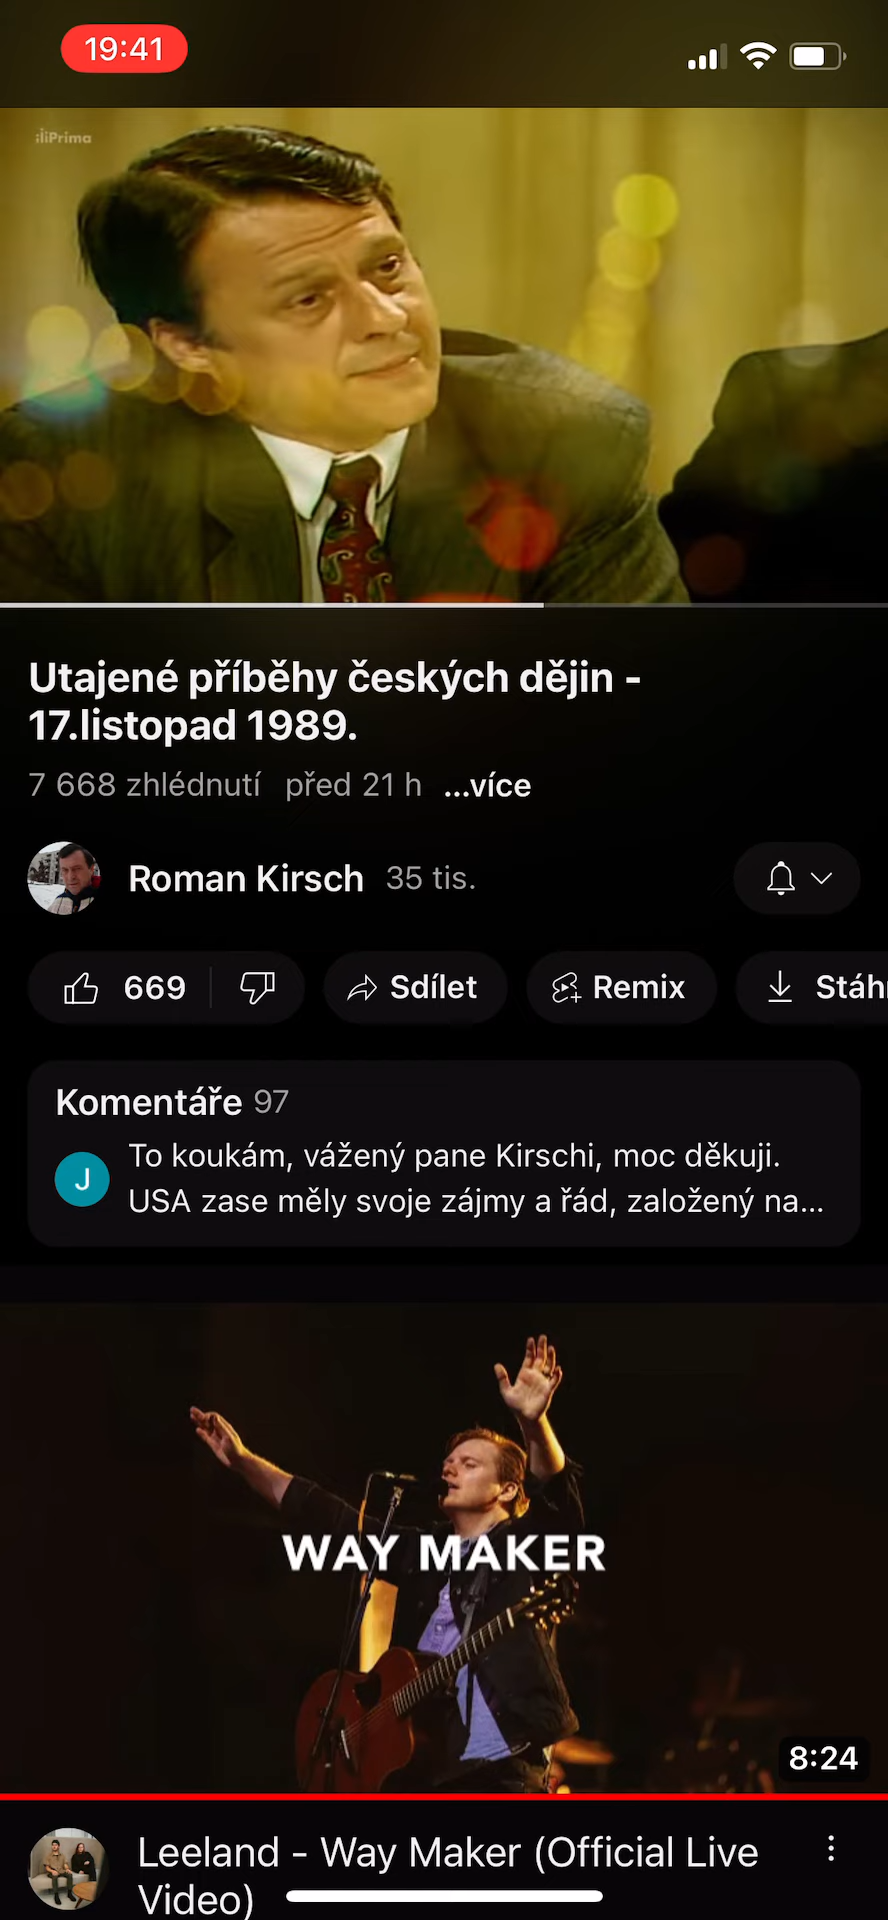 19:41
iPrima
Utajené příběhy českých dějin -
17.listopad 1989.
7 668 zhlédnutí před 21 h ...více
Roman Kirsch 35 tis.
669 Sdílet Remix Stáh
Komentáře 97
J
To koukám, vážený pane Kirschi, moc děkuji.
USA zase měly svoje zájmy a řád, založený na...
WAY MAKER
8:24
Leeland - Way Maker (Official Live
Video)